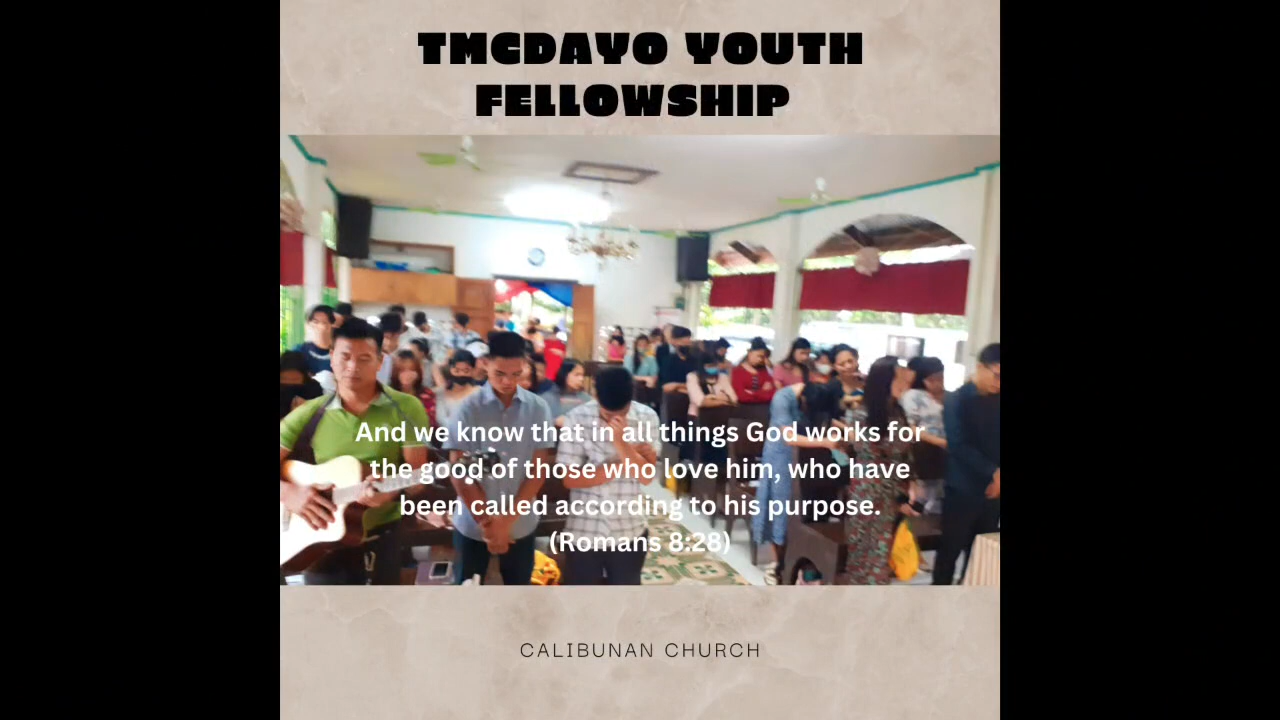 TMCDAYO YOUTH
FELLOWSHIP
And we know that in all things God works for
the good of those who love him, who have
been called according to his purpose.
(Romans 8:28)
CALIBUNAN CHURCH